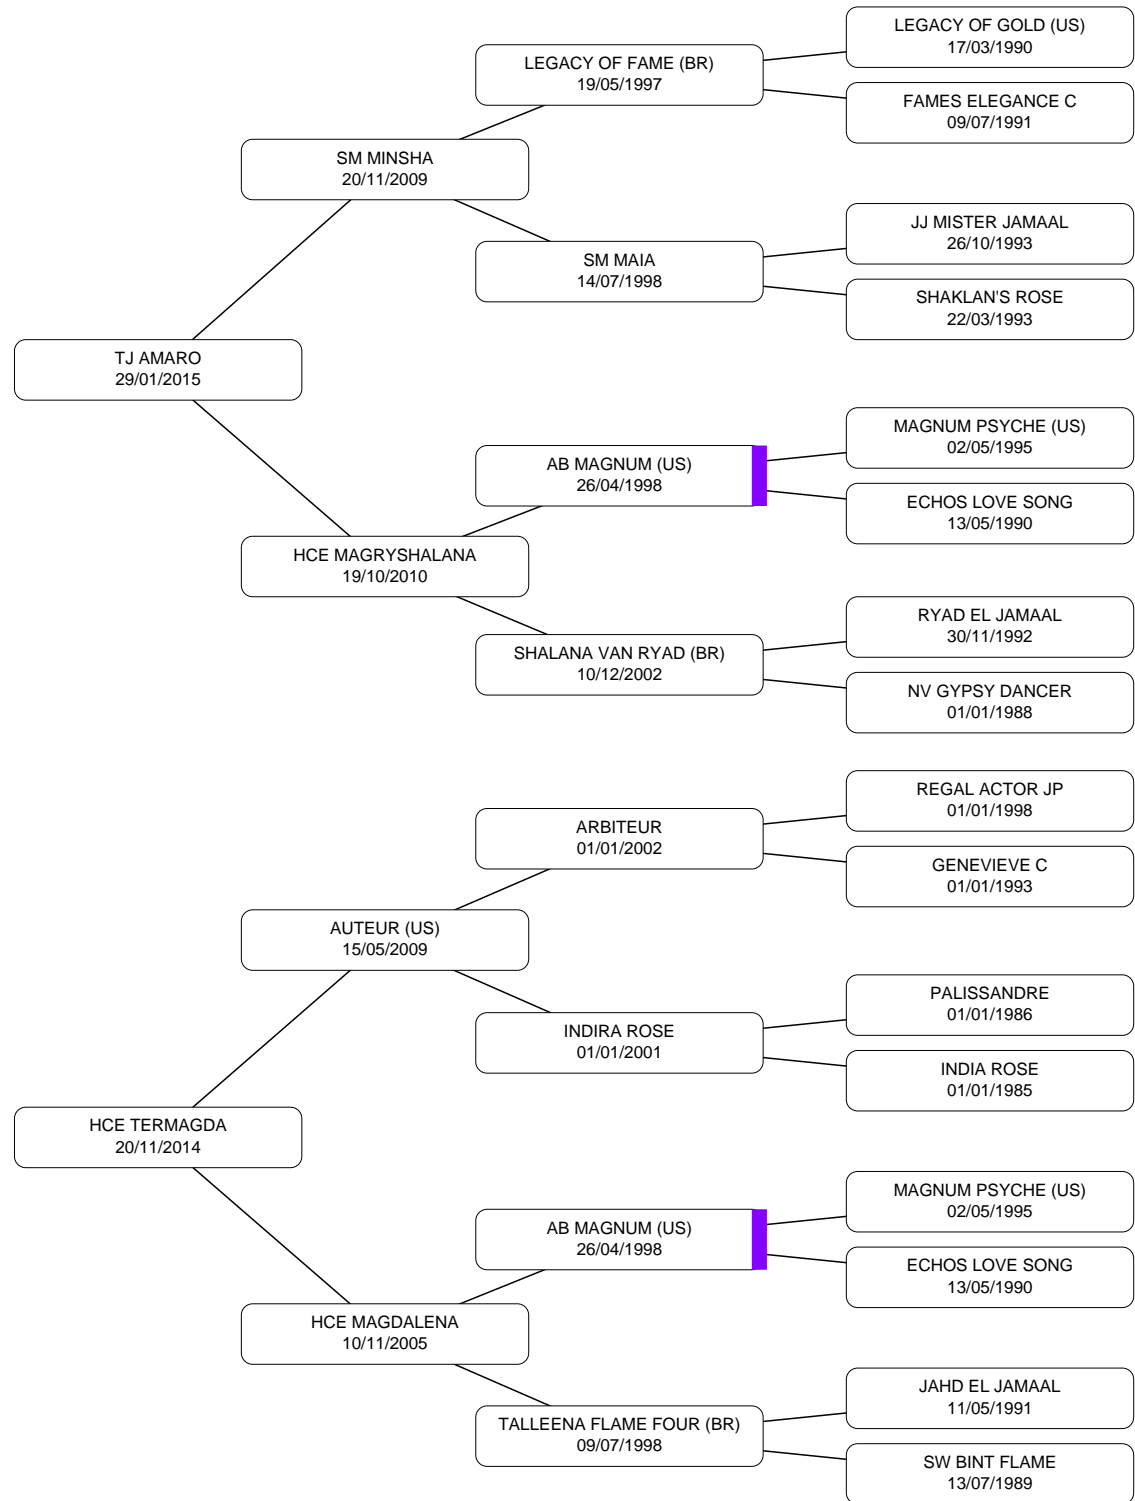 LEGACY OF GOLD (US)
17/03/1990
LEGACY OF FAME (BR)
19/05/1997
FAMES ELEGANCE C
09/07/1991
SM MINSHA
20/11/2009
JJ MISTER JAMAAL
26/10/1993
SM MAIA
14/07/1998
SHAKLAN'S ROSE
22/03/1993
TJ AMARO
29/01/2015
MAGNUM PSYCHE (US)
02/05/1995
AB MAGNUM (US)
26/04/1998
ECHOS LOVE SONG
13/05/1990
HCE MAGRYSHALANA
19/10/2010
RYAD EL JAMAAL
30/11/1992
SHALANA VAN RYAD (BR)
10/12/2002
NV GYPSY DANCER
01/01/1988
REGAL ACTOR JP
01/01/1998
ARBITEUR
01/01/2002
GENEVIEVE C
01/01/1993
AUTEUR (US)
15/05/2009
PALISSANDRE
01/01/1986
INDIRA ROSE
01/01/2001
INDIA ROSE
01/01/1985
HCE TERMAGDA
20/11/2014
MAGNUM PSYCHE (US)
02/05/1995
AB MAGNUM (US)
26/04/1998
ECHOS LOVE SONG
13/05/1990
HCE MAGDALENA
10/11/2005
JAHD EL JAMAAL
11/05/1991
TALLEENA FLAME FOUR (BR)
09/07/1998
SW BINT FLAME
13/07/1989